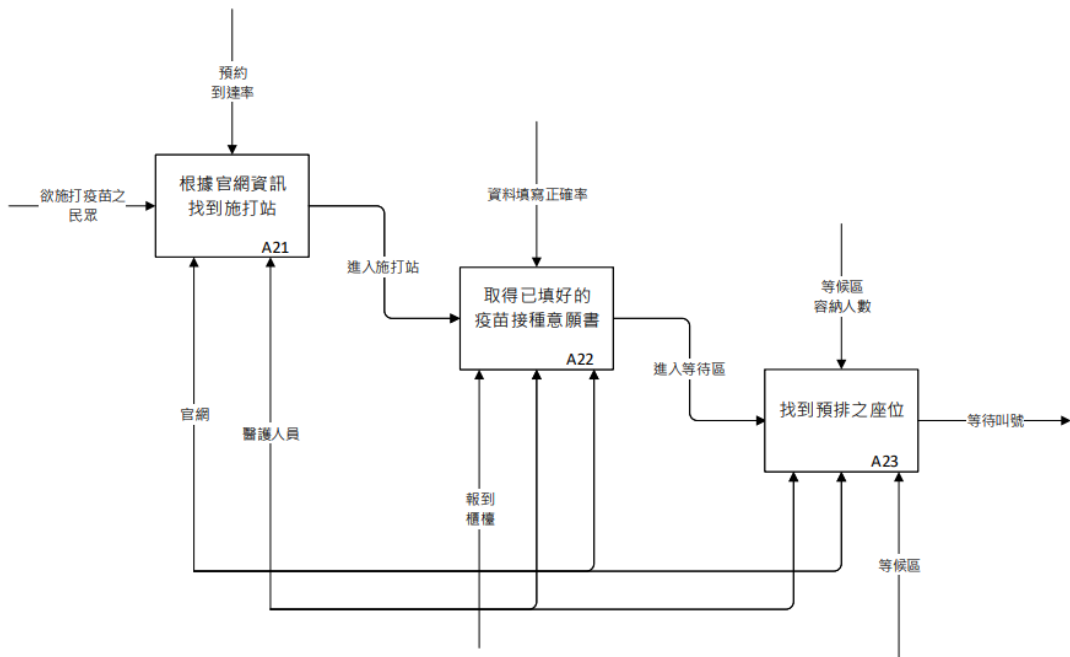 預約
到達率
欲施打疫苗之
民眾
根據官網資訊
找到施打站
A21
資料填寫正確率
進入施打站
取得已填好的
疫苗接種意願書
A22
等候區
容納人數
進入等待區
找到預排之座位
A23
等待叫號
官網
醫護人員
報到
櫃檯
等候區